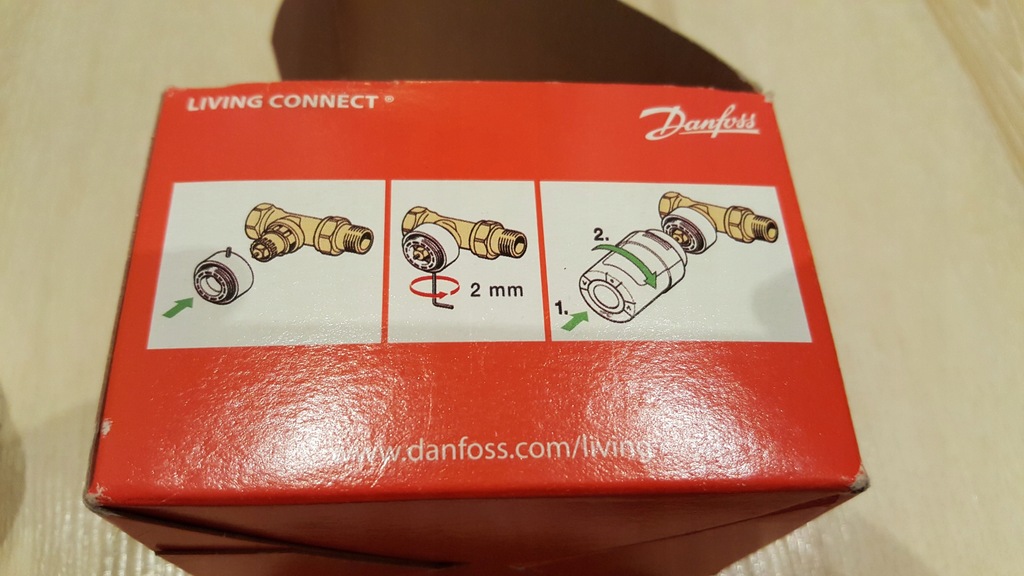 LIVING CONNECT®
Danfoss
2 mm
2.
1.
www.danfoss.com/living